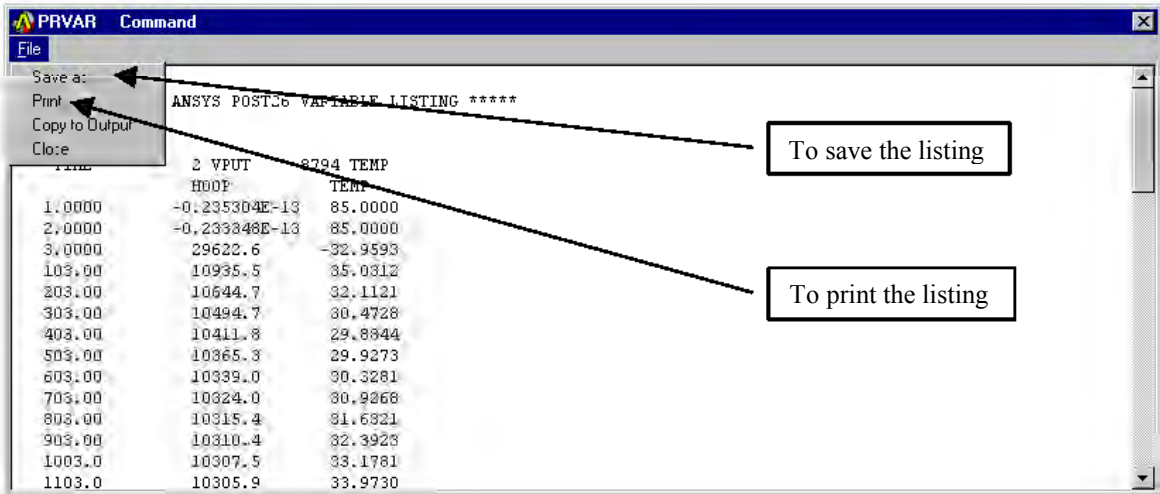 PRVAR Command
File
Save as
Print
Copy to Output
Close
ANSYS POST26 VARIABLE LISTING *****
TIME 2 VPUT 8794 TEMP
HOOP TEMP
1.0000 -0.235304E-13 85.0000
2.0000 -0.233348E-13 85.0000
3.0000 29622.6 -32.9593
103.00 10935.5 35.0312
203.00 10644.7 32.1121
303.00 10494.7 30.4728
403.00 10411.8 29.8844
503.00 10365.3 29.9273
603.00 10339.0 30.3281
703.00 10324.0 30.9268
803.00 10315.4 31.6321
903.00 10310.4 32.3923
1003.0 10307.5 33.1781
1103.0 10305.9 33.9730
To save the listing
To print the listing